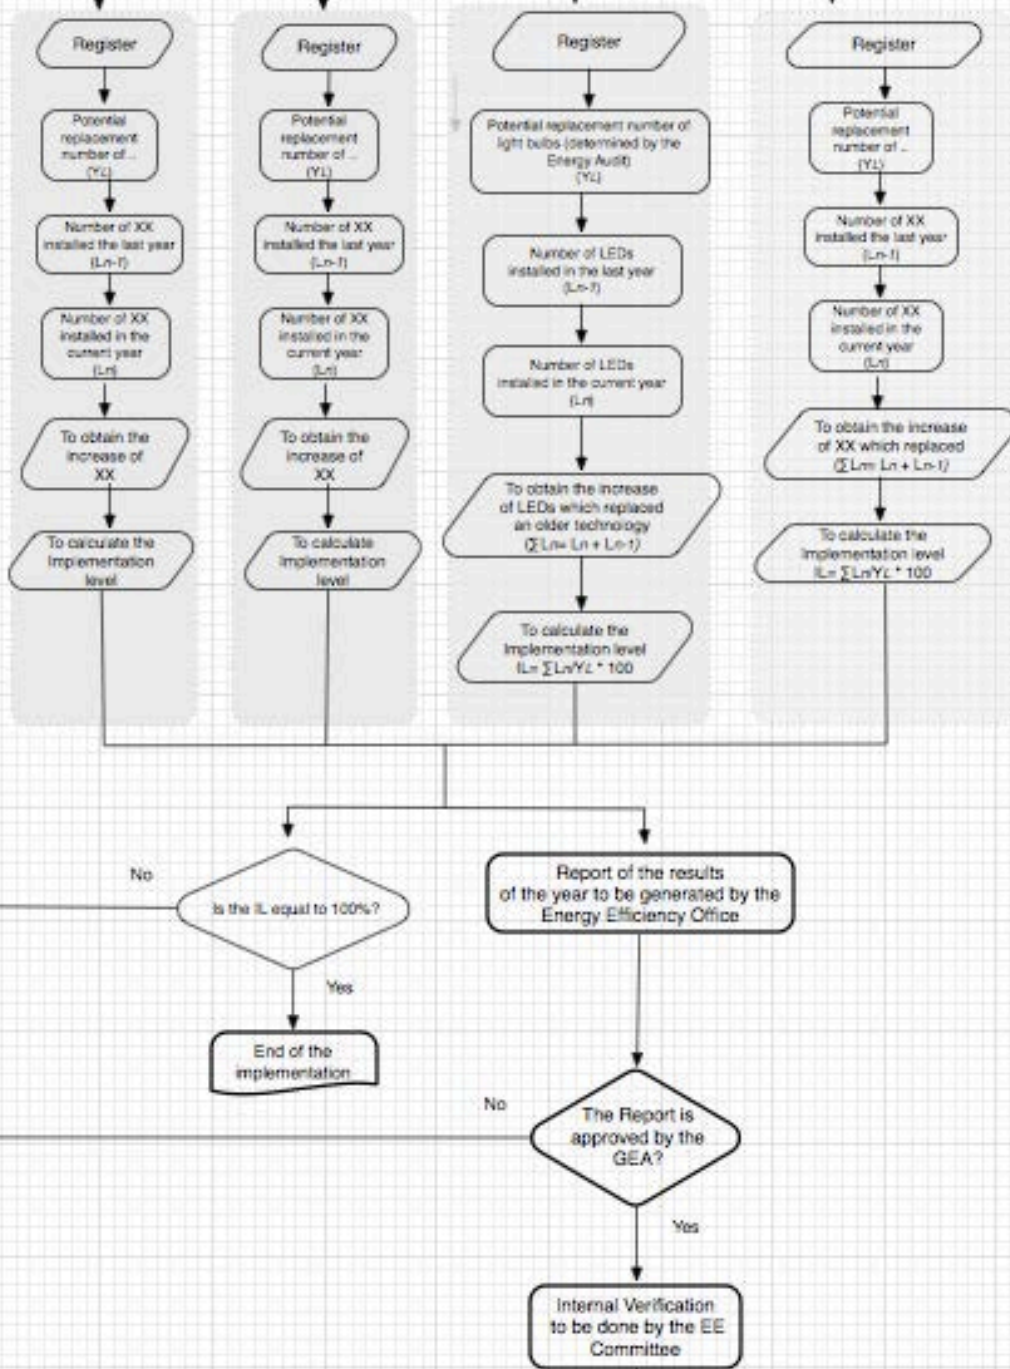 Register
Potential
replacement
number of ...
(YL)
Number of XX
installed the last year
(Ln-1)
Number of XX
installed in the
current year
(Ln)
To obtain the
increase of
XX
To calculate the
Implementation
level
Register
Potential
replacement
number of ...
(YL)
Number of XX
installed the last year
(Ln-1)
Number of XX
installed in the
current year
(Ln)
To obtain the
increase of
XX
To calculate
Implementation
level
Register
Potential replacement number of
light bulbs (determined by the
Energy Audit)
(YL)
Number of LEDs
installed in the last year
(Ln-1)
Number of LEDs
installed in the current year
(Ln)
To obtain the increase
of LEDs which replaced
an older technology
(∑Ln= Ln + Ln-1)
To calculate the
Implementation level
IL= ∑Ln/YL * 100
Register
Potential
replacement
number of ...
(YL)
Number of XX
installed the last year
(Ln-1)
Number of XX
installed in the
current year
(Ln)
To obtain the increase
of XX which replaced
(∑Ln= Ln + Ln-1)
To calculate the
Implementation level
IL= ∑Ln/YL * 100
No
Is the IL equal to 100%?
Yes
End of the
implementation
Report of the results
of the year to be generated by the
Energy Efficiency Office
No
The Report is
approved by the
GEA?
Yes
Internal Verification
to be done by the EE
Committee